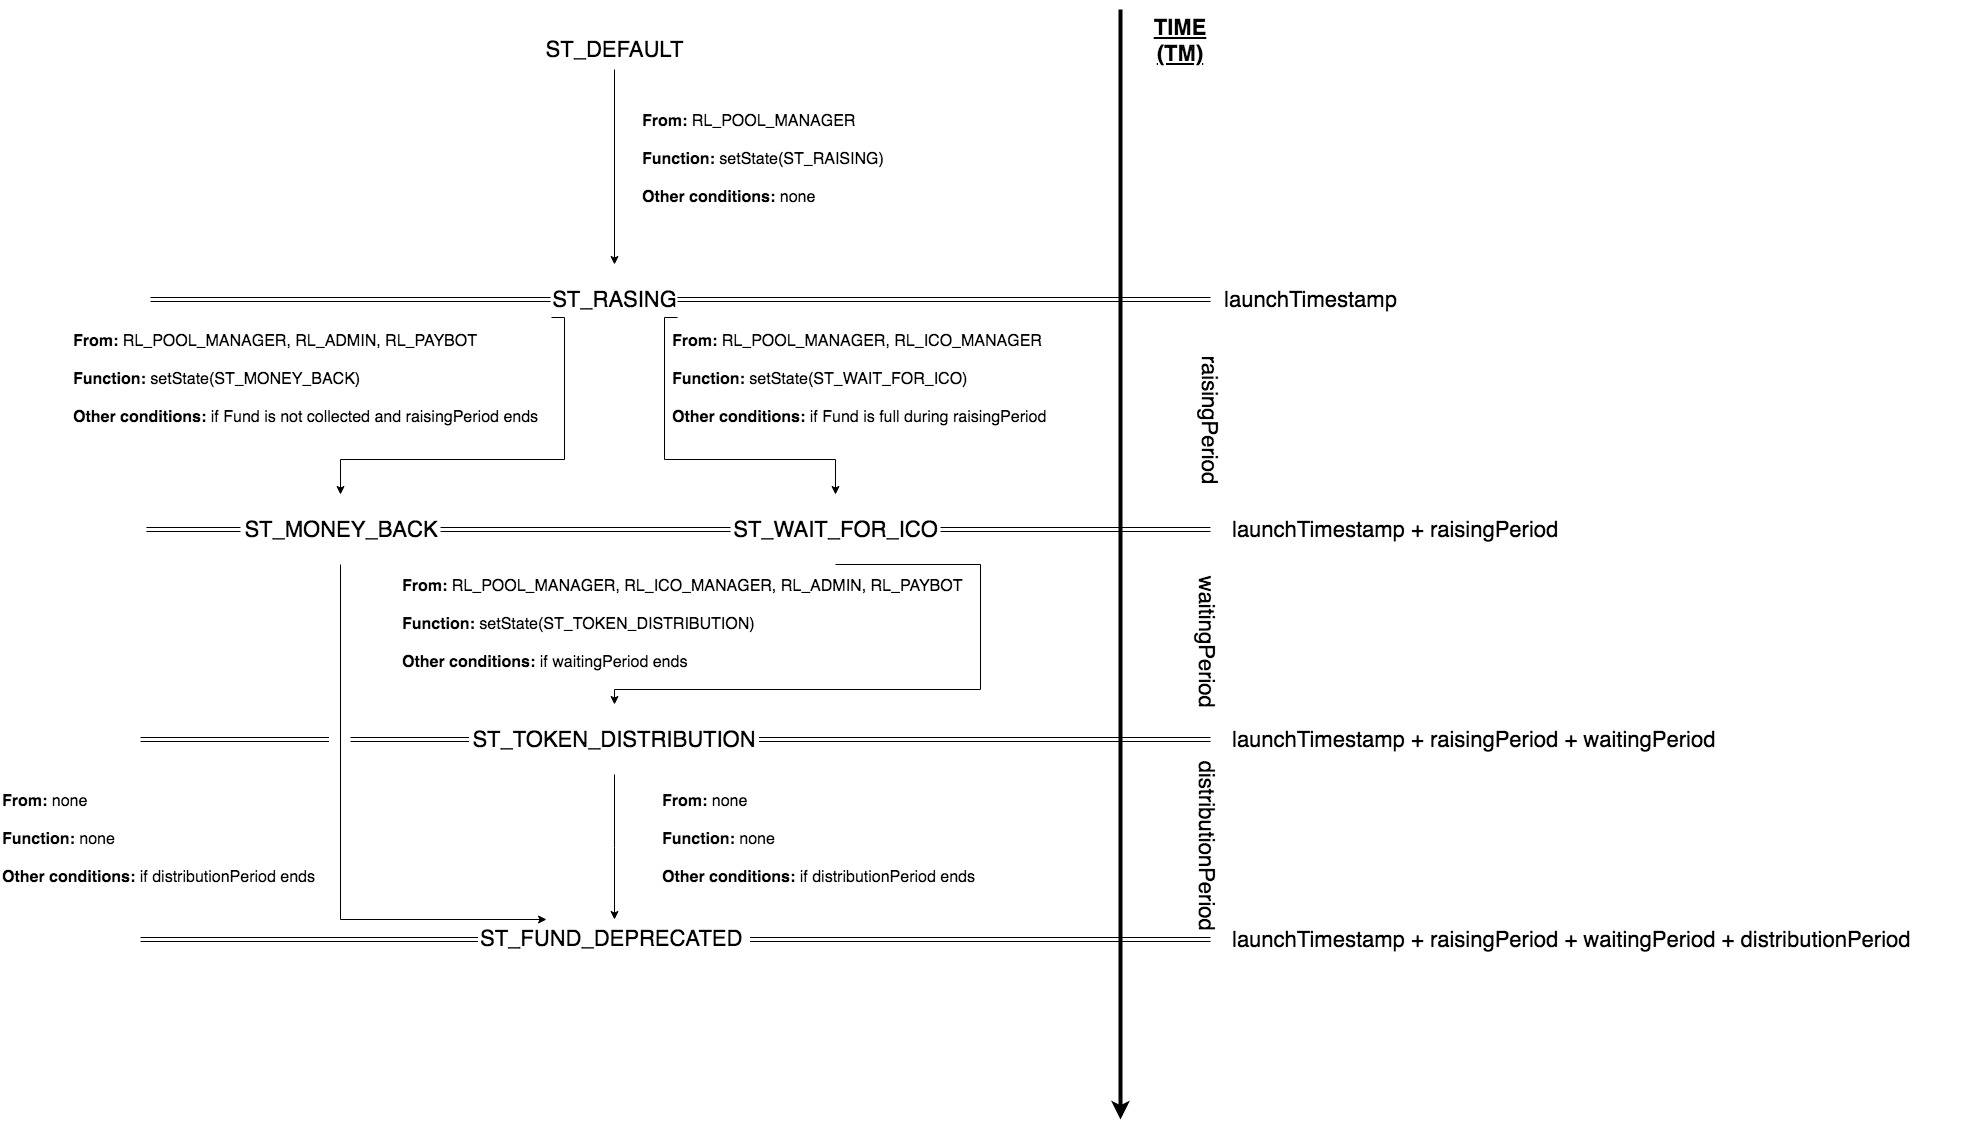 TIME
(TM)
ST_DEFAULT
From: RL_POOL_MANAGER
Function: setState(ST_RAISING)
Other conditions: none
ST_RASING
launchTimestamp
From: RL_POOL_MANAGER, RL_ADMIN, RL_PAYBOT
Function: setState(ST_MONEY_BACK)
Other conditions: if Fund is not collected and raisingPeriod ends
From: RL_POOL_MANAGER, RL_ICO_MANAGER
Function: setState(ST_WAIT_FOR_ICO)
Other conditions: if Fund is full during raisingPeriod
raisingPeriod
ST_MONEY_BACK
ST_WAIT_FOR_ICO
launchTimestamp + raisingPeriod
From: RL_POOL_MANAGER, RL_ICO_MANAGER, RL_ADMIN, RL_PAYBOT
Function: setState(ST_TOKEN_DISTRIBUTION)
Other conditions: if waitingPeriod ends
waitingPeriod
ST_TOKEN_DISTRIBUTION
launchTimestamp + raisingPeriod + waitingPeriod
From: none
Function: none
Other conditions: if distributionPeriod ends
From: none
Function: none
Other conditions: if distributionPeriod ends
distributionPeriod
ST_FUND_DEPRECATED
launchTimestamp + raisingPeriod + waitingPeriod + distributionPeriod